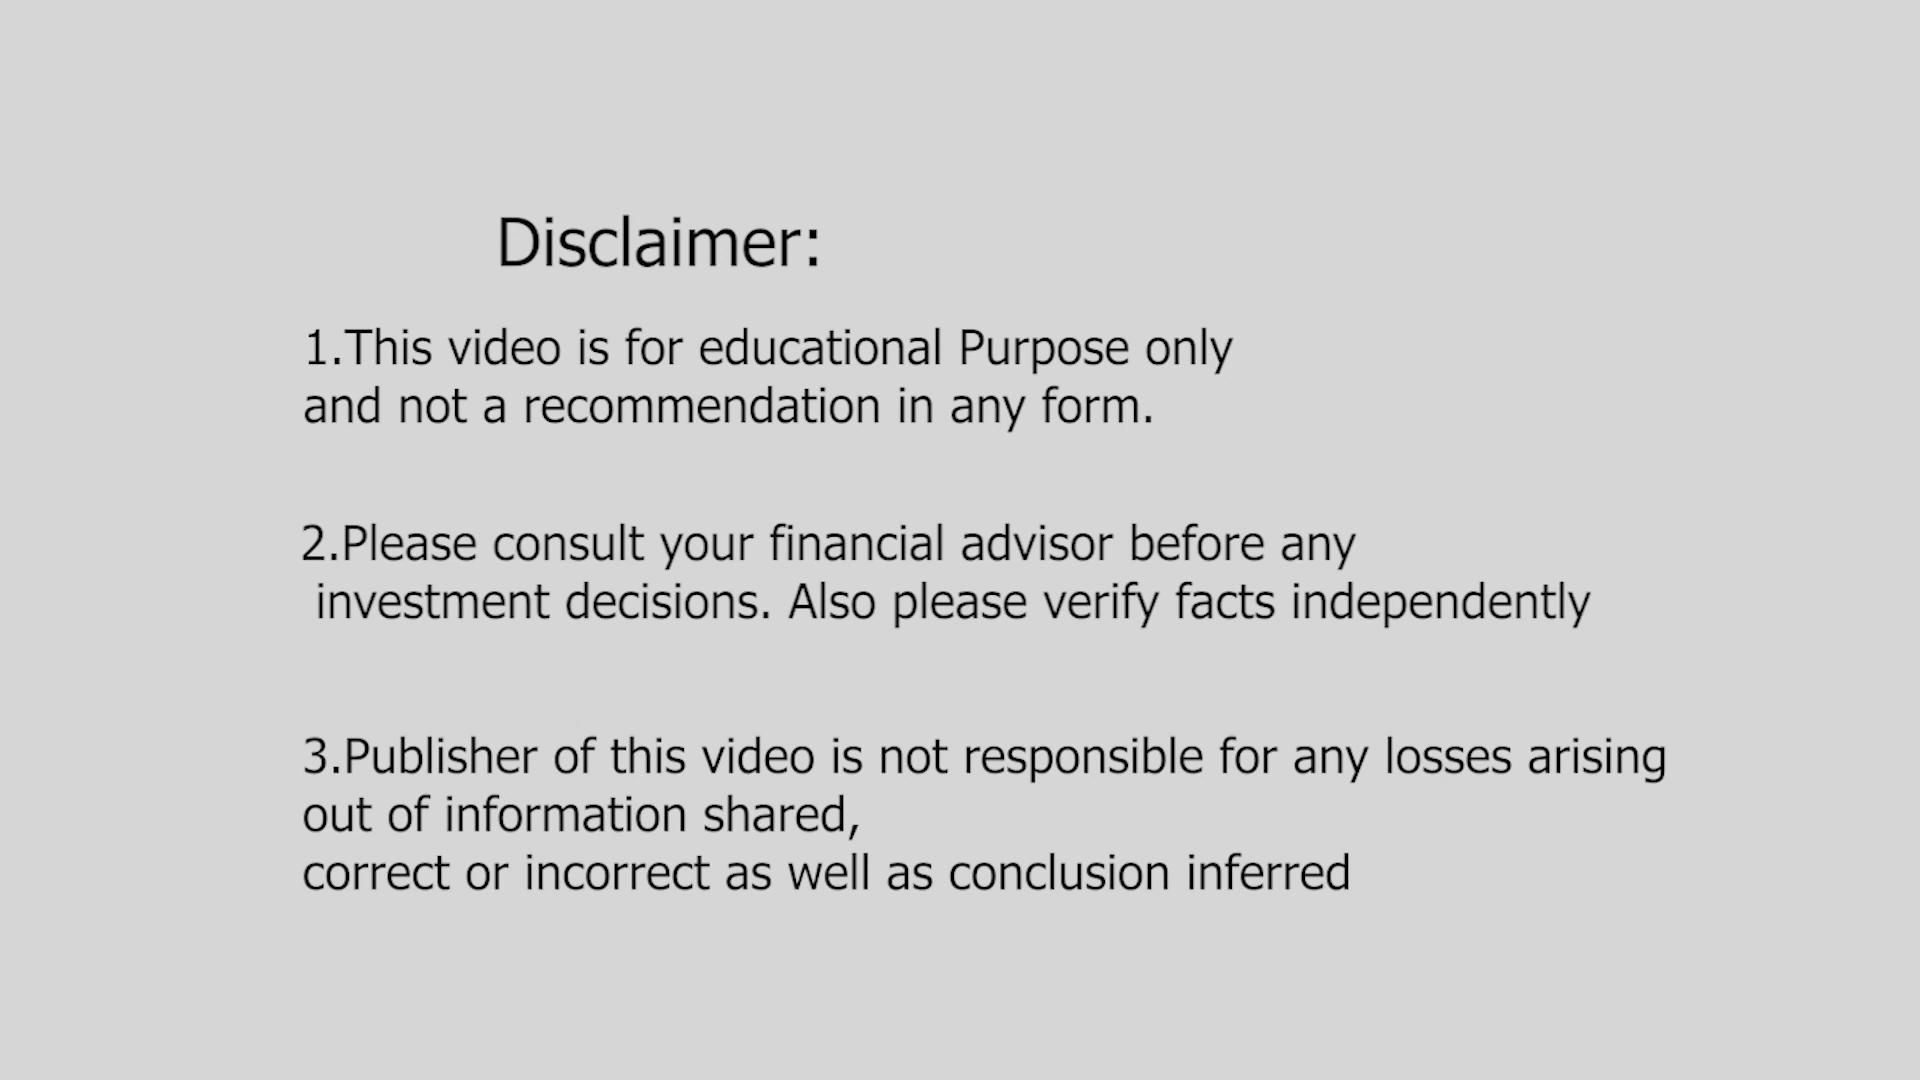 Disclaimer:
1.This video is for educational Purpose only
and not a recommendation in any form.
2.Please consult your financial advisor before any
investment decisions. Also please verify facts independently
3.Publisher of this video is not responsible for any losses arising
out of information shared,
correct or incorrect as well as conclusion inferred